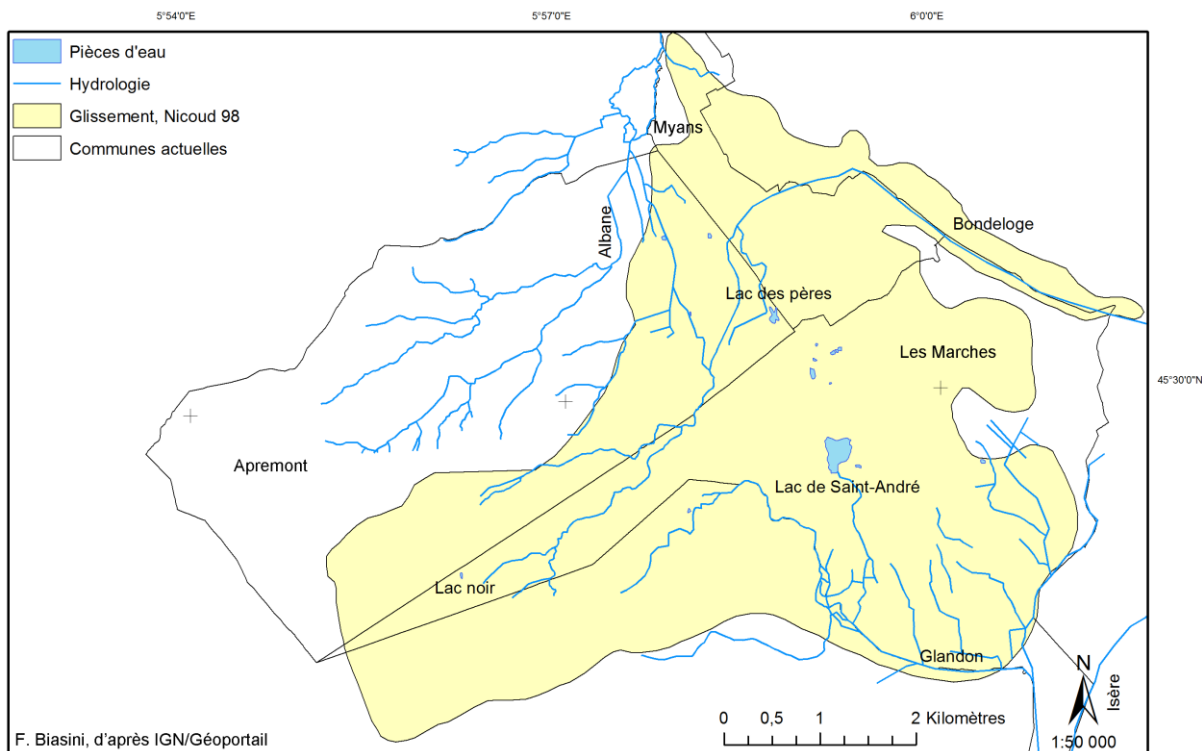 5°54'0"E
5°57'0"E
6°0'0"E
Pièces d'eau
Hydrologie
Glissement, Nicoud 98
Communes actuelles
Myans
Albane
Bondeloge
Lac des pères
Les Marches
45°30'0"N
Apremont
Lac de Saint-André
Lac noir
Glandon
N
Isère
0 0,5 1 2 Kilomètres
1:50 000
F. Biasini, d'après IGN/Géoportail